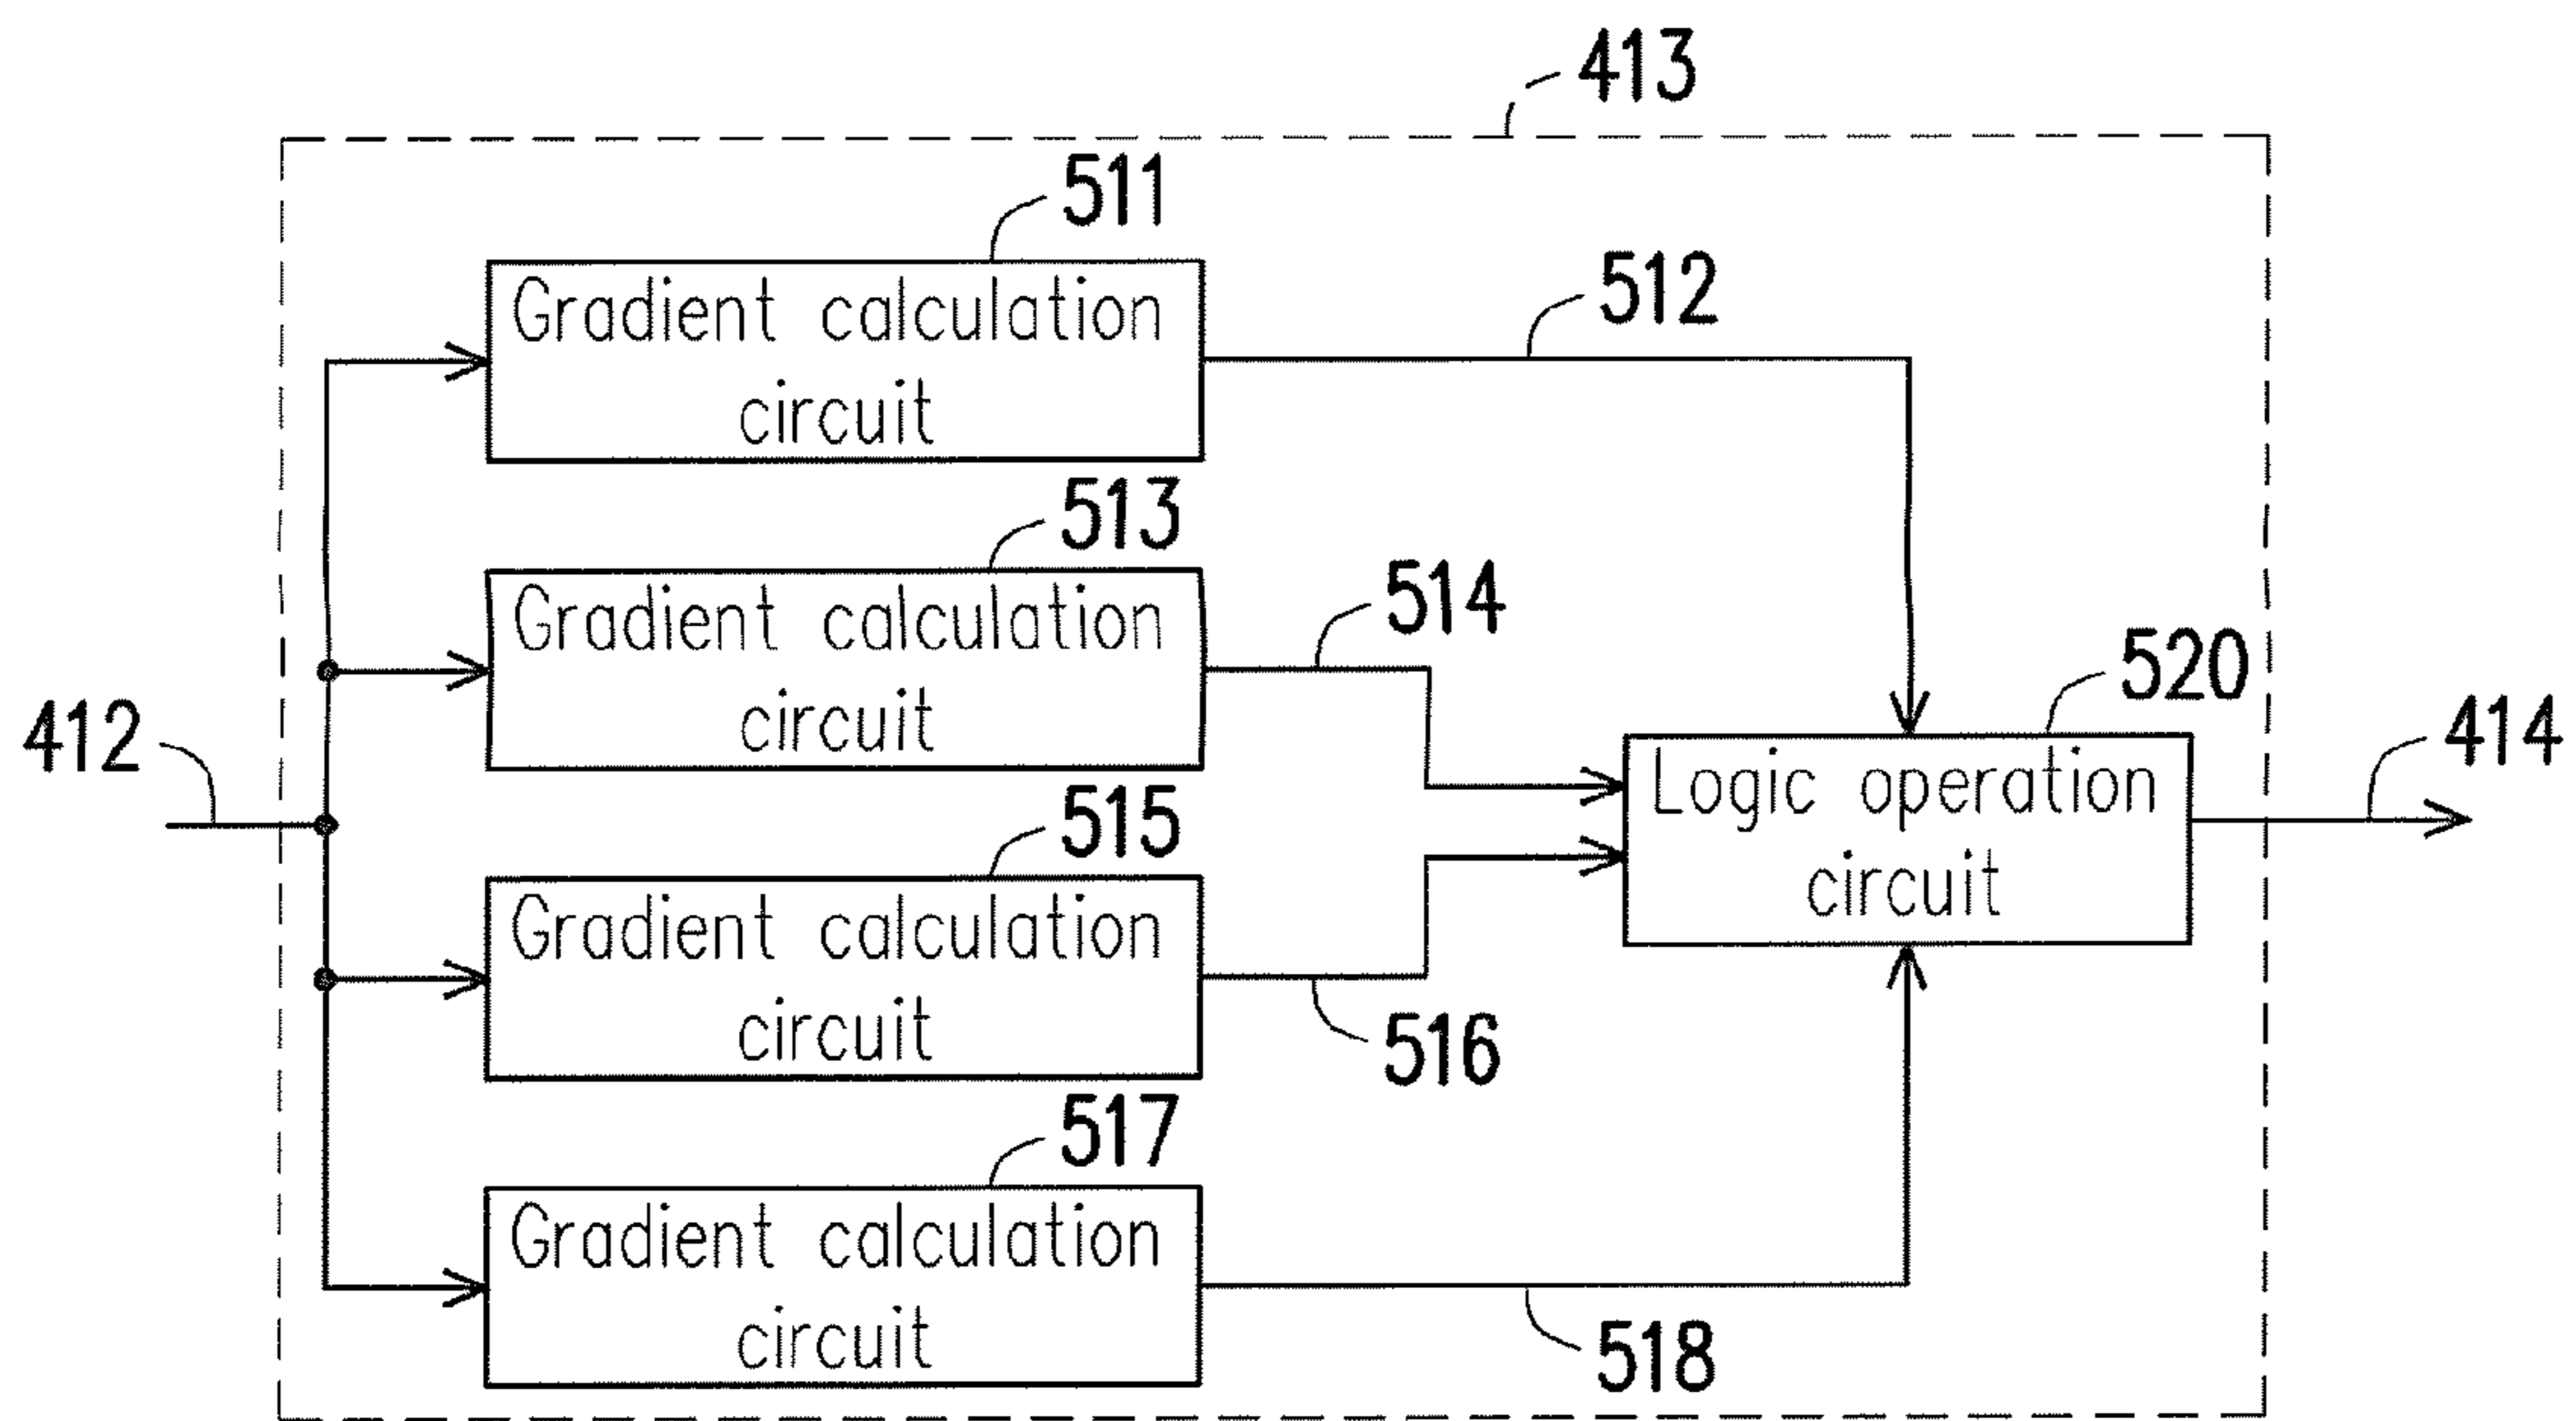 413
511
Gradient calculation
circuit
512
513
Gradient calculation
circuit
514
520
412
Logic operation
circuit
414
515
Gradient calculation
circuit
516
517
Gradient calculation
circuit
518